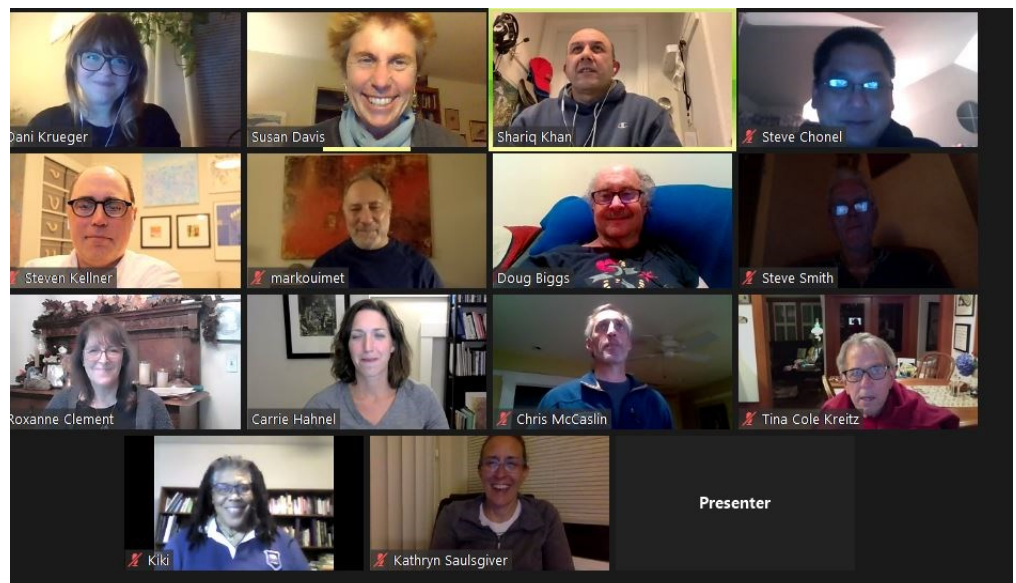 Dani Krueger
Susan Davis
Shariq Khan
Steve Chonel
Steven Kellner
markouimet
Doug Biggs
Steve Smith
Roxanne Clement
Carrie Hahnel
Chris McCaslin
Tina Cole Kreitz
Presenter
Kiki
Kathryn Saulsgiver